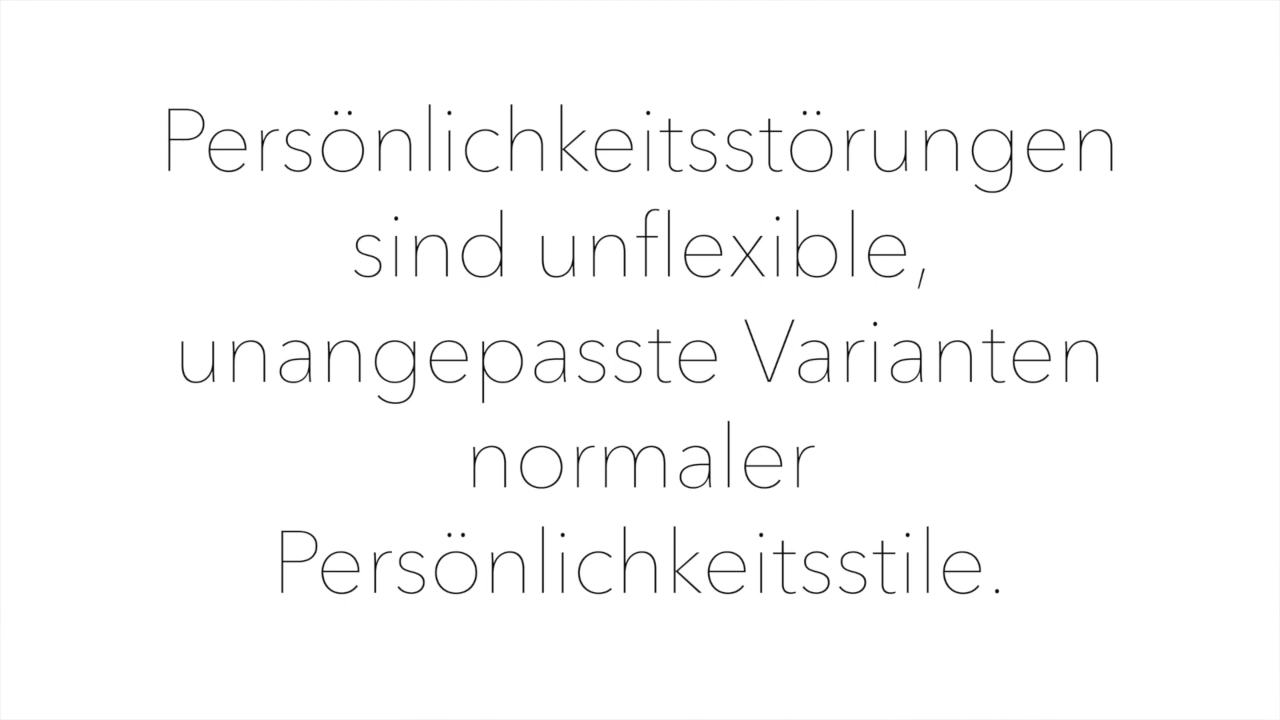 Persönlichkeitsstörungen
sind unflexible,
unangepasste Varianten
normaler
Persönlichkeitsstile.